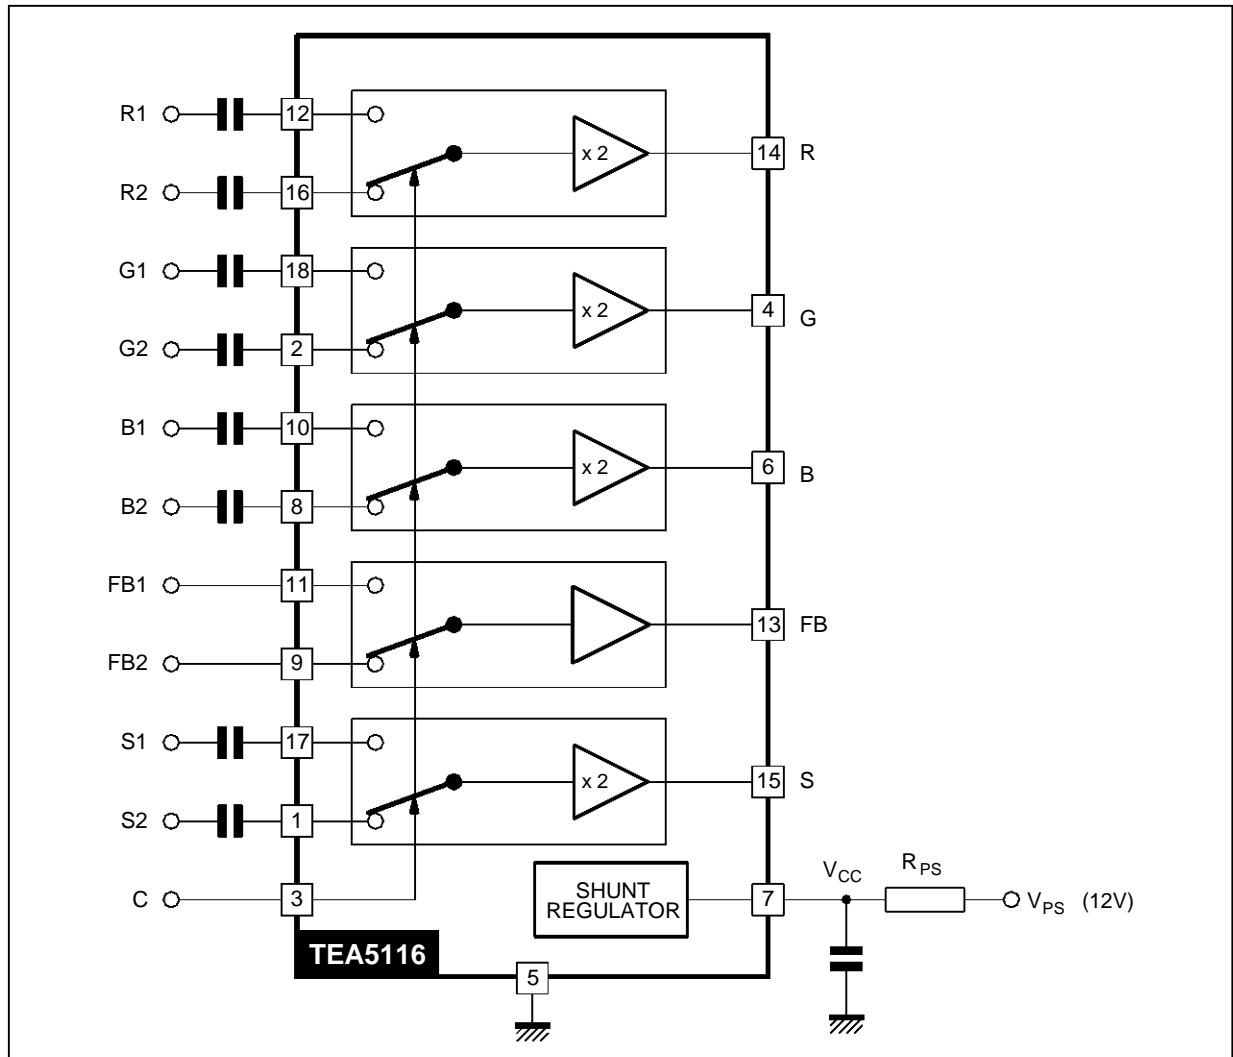 R1 12 x 2 14 R
R2 16
G1 18 x 2 4 G
G2 2
B1 10 x 2 6 B
B2 8
FB1 11 13 FB
FB2 9
S1 17 x 2 15 S
S2 1
C 3 SHUNT REGULATOR 7 VCC RPS VPS (12V)
TEA5116 5